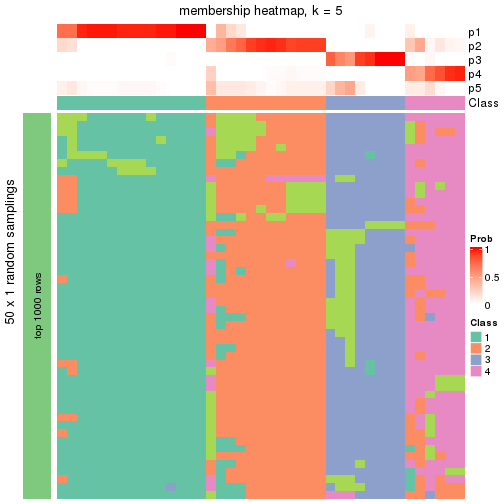 membership heatmap, k = 5
p1
p2
p3
p4
p5
Class
50 x 1 random samplings
top 1000 rows
Prob
1
0.5
0
Class
1
2
3
4